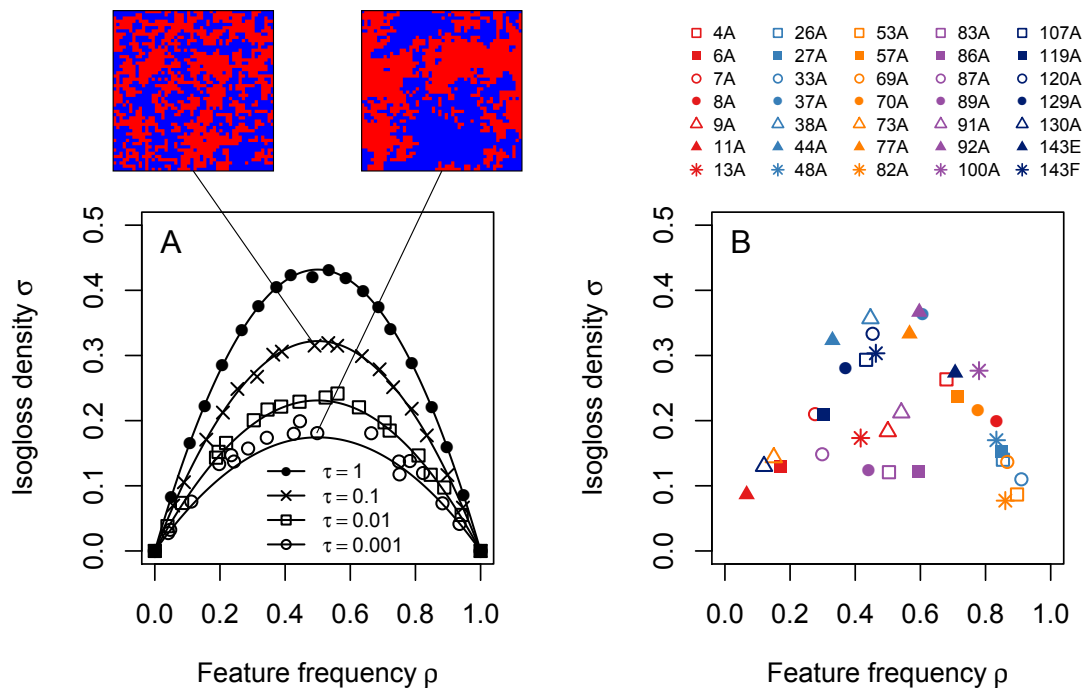 4A 26A 53A 83A 107A
6A 27A 57A 86A 119A
7A 33A 69A 87A 120A
8A 37A 70A 89A 129A
9A 38A 73A 91A 130A
11A 44A 77A 92A 143E
13A 48A 82A 100A 143F
A
Isogloss density σ
0.0 0.1 0.2 0.3 0.4 0.5
τ = 1
τ = 0.1
τ = 0.01
τ = 0.001
0.0 0.2 0.4 0.6 0.8 1.0
Feature frequency ρ
B
Isogloss density σ
0.0 0.1 0.2 0.3 0.4 0.5
0.0 0.2 0.4 0.6 0.8 1.0
Feature frequency ρ